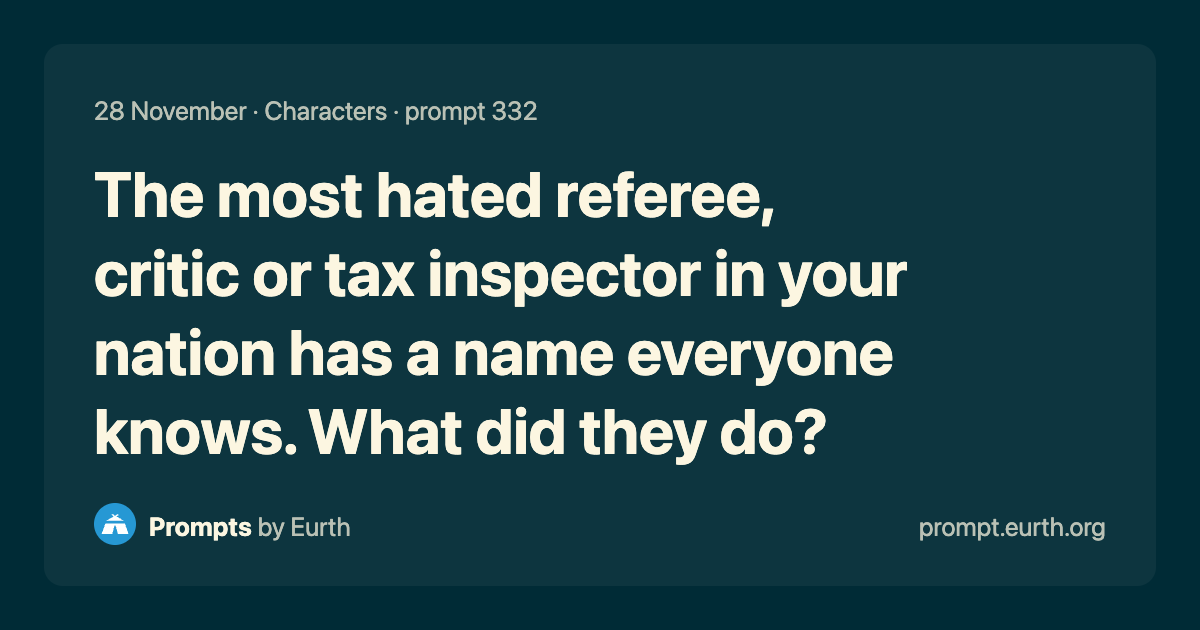 28 November · Characters · prompt 332
The most hated referee,
critic or tax inspector in your
nation has a name everyone
knows. What did they do?
Prompts by Eurth
prompt.eurth.org